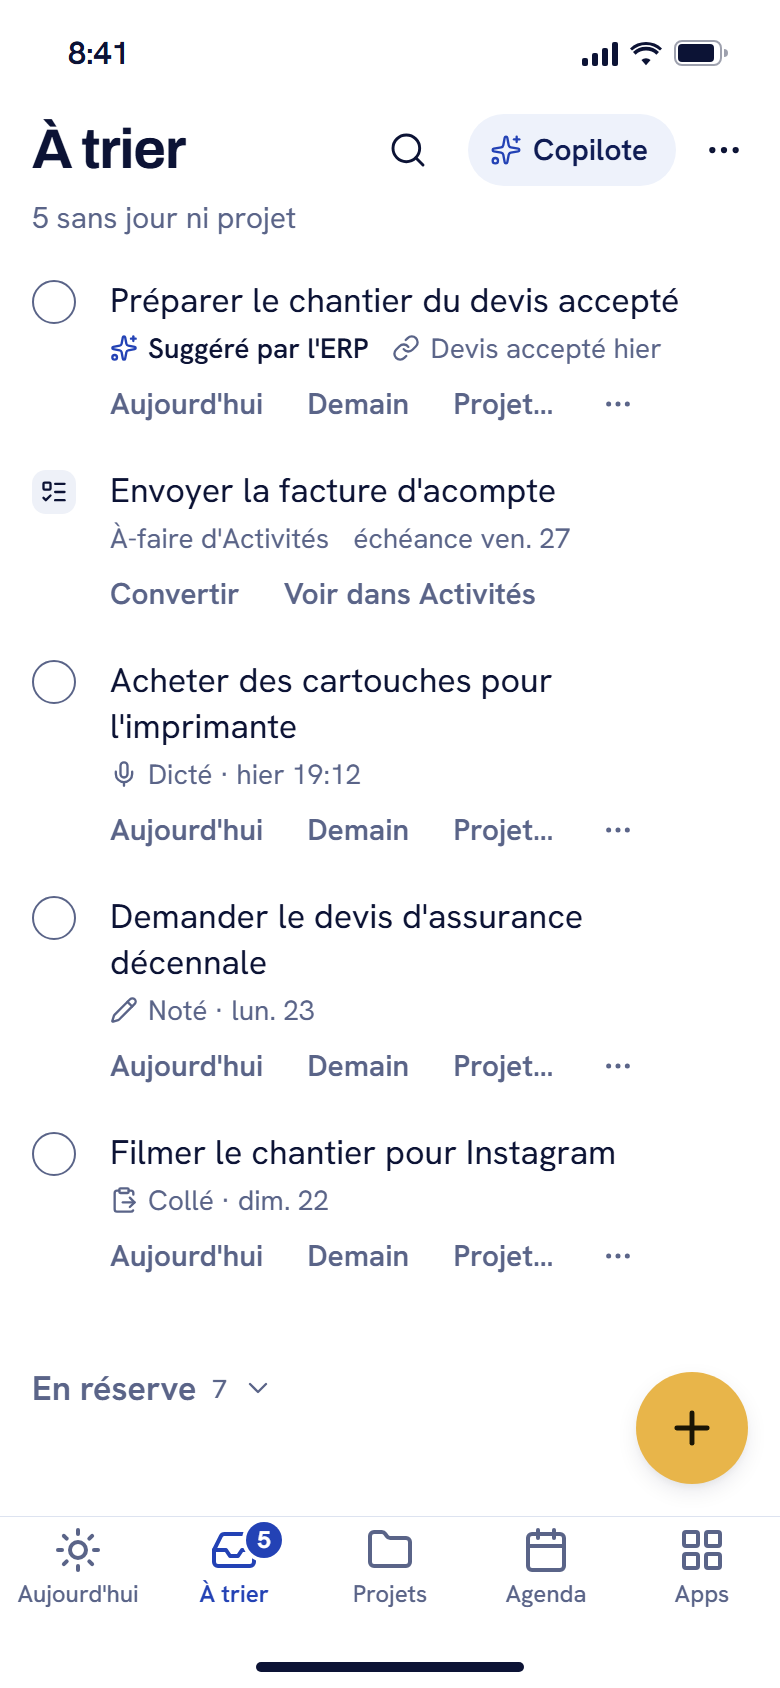 8:41
À trier
Copilote
5 sans jour ni projet
Préparer le chantier du devis accepté
Suggéré par l'ERP Devis accepté hier
Aujourd'hui Demain Projet... ...
Envoyer la facture d'acompte
À-faire d'Activités échéance ven. 27
Convertir Voir dans Activités
Acheter des cartouches pour
l'imprimante
Dicté · hier 19:12
Aujourd'hui Demain Projet... ...
Demander le devis d'assurance
décennale
Noté · lun. 23
Aujourd'hui Demain Projet... ...
Filmer le chantier pour Instagram
Collé · dim. 22
Aujourd'hui Demain Projet... ...
En réserve 7
5
Aujourd'hui À trier Projets Agenda Apps